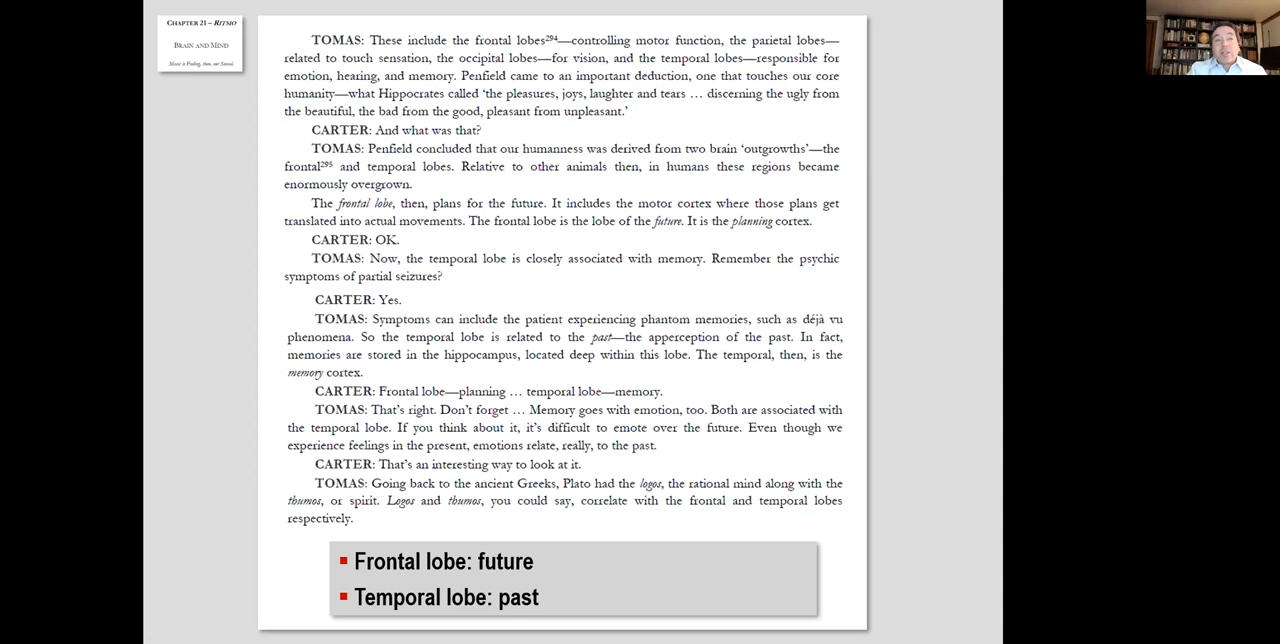 CHAPTER 21 – RITMO
BRAIN AND MIND
Music is Feeling, then, not Sound.
TOMAS: These include the frontal lobes294—controlling motor function, the parietal lobes—
related to touch sensation, the occipital lobes—for vision, and the temporal lobes—responsible for
emotion, hearing, and memory. Penfield came to an important deduction, one that touches our core
humanity—what Hippocrates called ‘the pleasures, joys, laughter and tears … discerning the ugly from
the beautiful, the bad from the good, pleasant from unpleasant.’
CARTER: And what was that?
TOMAS: Penfield concluded that our humanness was derived from two brain ‘outgrowths’—the
frontal295 and temporal lobes. Relative to other animals then, in humans these regions became
enormously overgrown.
The frontal lobe, then, plans for the future. It includes the motor cortex where those plans get
translated into actual movements. The frontal lobe is the lobe of the future. It is the planning cortex.
CARTER: OK.
TOMAS: Now, the temporal lobe is closely associated with memory. Remember the psychic
symptoms of partial seizures?
CARTER: Yes.
TOMAS: Symptoms can include the patient experiencing phantom memories, such as déjà vu
phenomena. So the temporal lobe is related to the past—the apperception of the past. In fact,
memories are stored in the hippocampus, located deep within this lobe. The temporal, then, is the
memory cortex.
CARTER: Frontal lobe—planning … temporal lobe—memory.
TOMAS: That’s right. Don’t forget … Memory goes with emotion, too. Both are associated with
the temporal lobe. If you think about it, it’s difficult to emote over the future. Even though we
experience feelings in the present, emotions relate, really, to the past.
CARTER: That’s an interesting way to look at it.
TOMAS: Going back to the ancient Greeks, Plato had the logos, the rational mind along with the
thumos, or spirit. Logos and thumos, you could say, correlate with the frontal and temporal lobes
respectively.
▪ Frontal lobe: future
▪ Temporal lobe: past